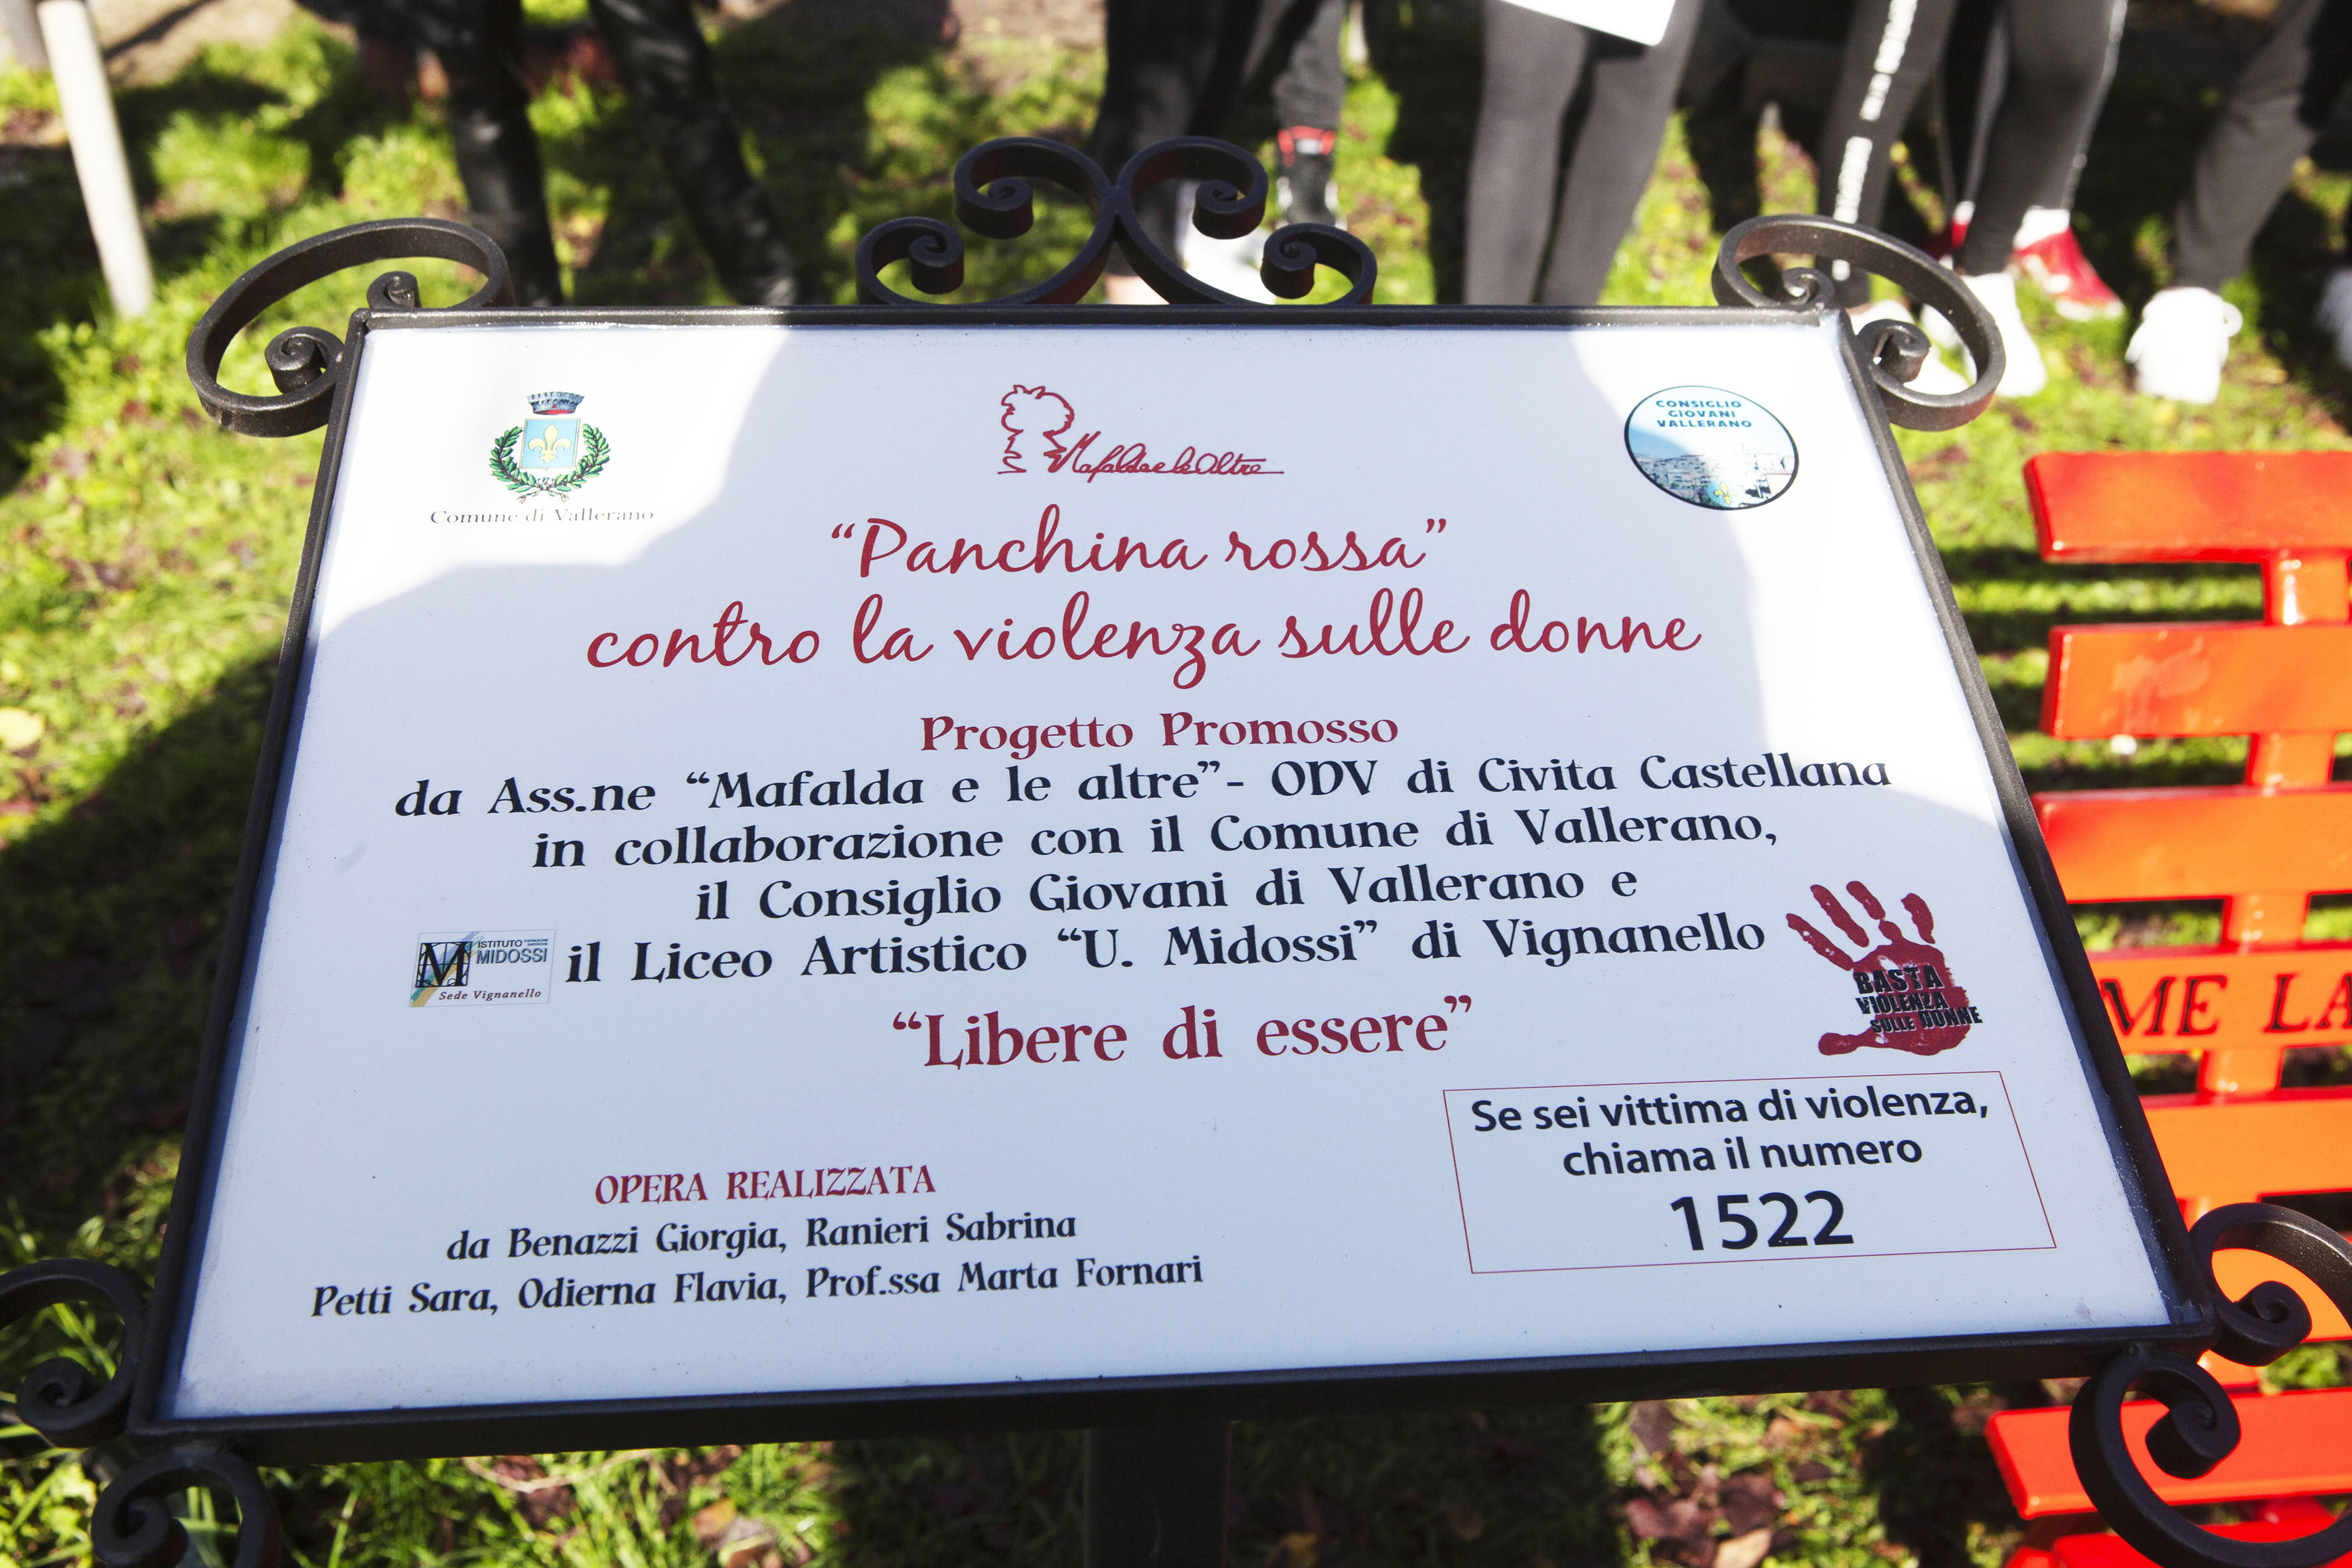 Comune di Vallerano
Mafalda e le Altre
CONSIGLIO
GIOVANI
VALLERANO
“Panchina rossa”
contro la violenza sulle donne
Progetto Promosso
da Ass.ne “Mafalda e le altre”- ODV di Civita Castellana
in collaborazione con il Comune di Vallerano,
il Consiglio Giovani di Vallerano e
il Liceo Artistico “U. Midossi” di Vignanello
M ISTITUTO
MIDOSSI
Sede Vignanello
BASTA
VIOLENZA
SULLE DONNE
“Libere di essere”
Se sei vittima di violenza,
chiama il numero
1522
OPERA REALIZZATA
da Benazzi Giorgia, Ranieri Sabrina
Petti Sara, Odierna Flavia, Prof.ssa Marta Fornari
ME LA